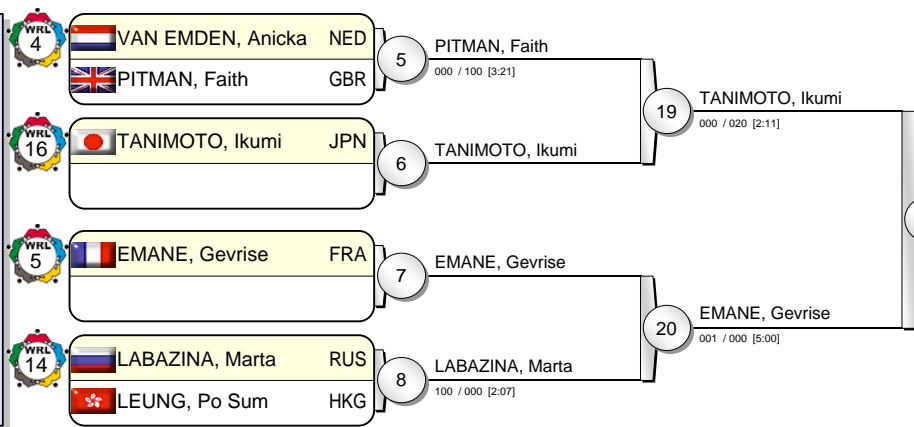 WRL
4
VAN EMDEN, Anicka NED
PITMAN, Faith GBR
5
PITMAN, Faith
000 / 100 [3:21]
19
TANIMOTO, Ikumi
000 / 020 [2:11]
WRL
16
TANIMOTO, Ikumi JPN
6
TANIMOTO, Ikumi
WRL
5
EMANE, Gevrise FRA
7
EMANE, Gevrise
20
EMANE, Gevrise
001 / 000 [5:00]
WRL
14
LABAZINA, Marta RUS
LEUNG, Po Sum HKG
8
LABAZINA, Marta
100 / 000 [2:07]